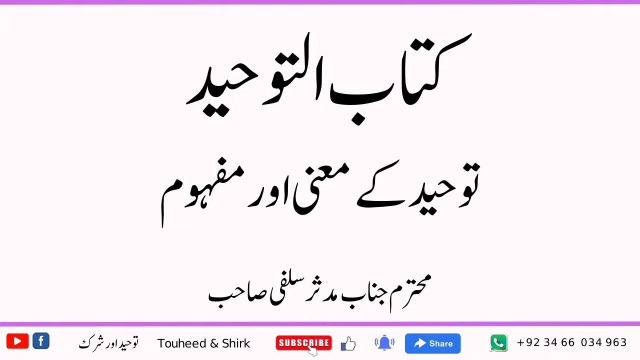 کتاب التوحید
توحید کے معنی اور مفہوم
محترم جناب مدثر سلفی صاحب
توحید اور شرک Touheed & Shirk SUBSCRIBE Share +92 34 66 034 963